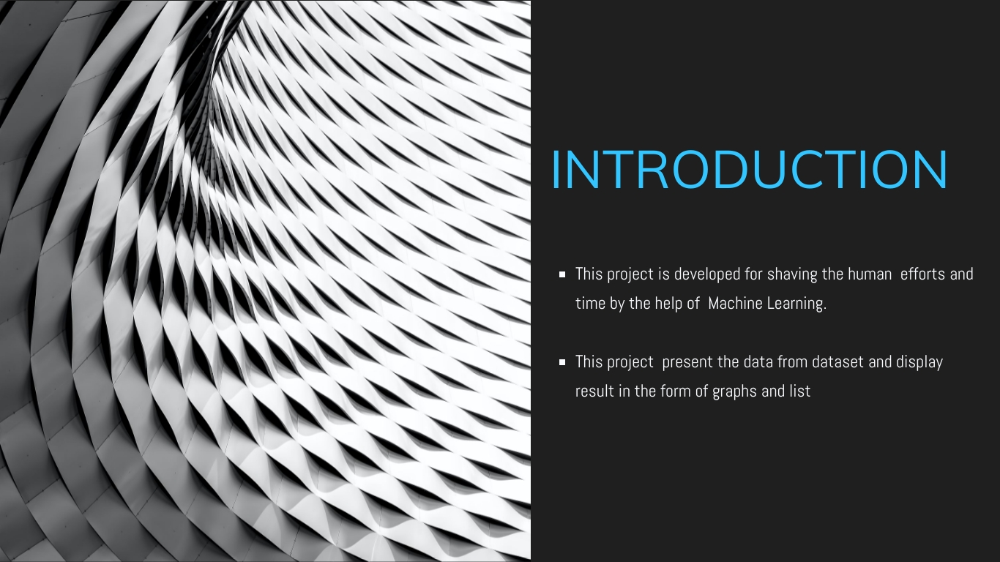 INTRODUCTION
▪ This project is developed for shaving the human  efforts and
time by the help of  Machine Learning.
▪ This project  present the data from dataset and display
result in the form of graphs and list